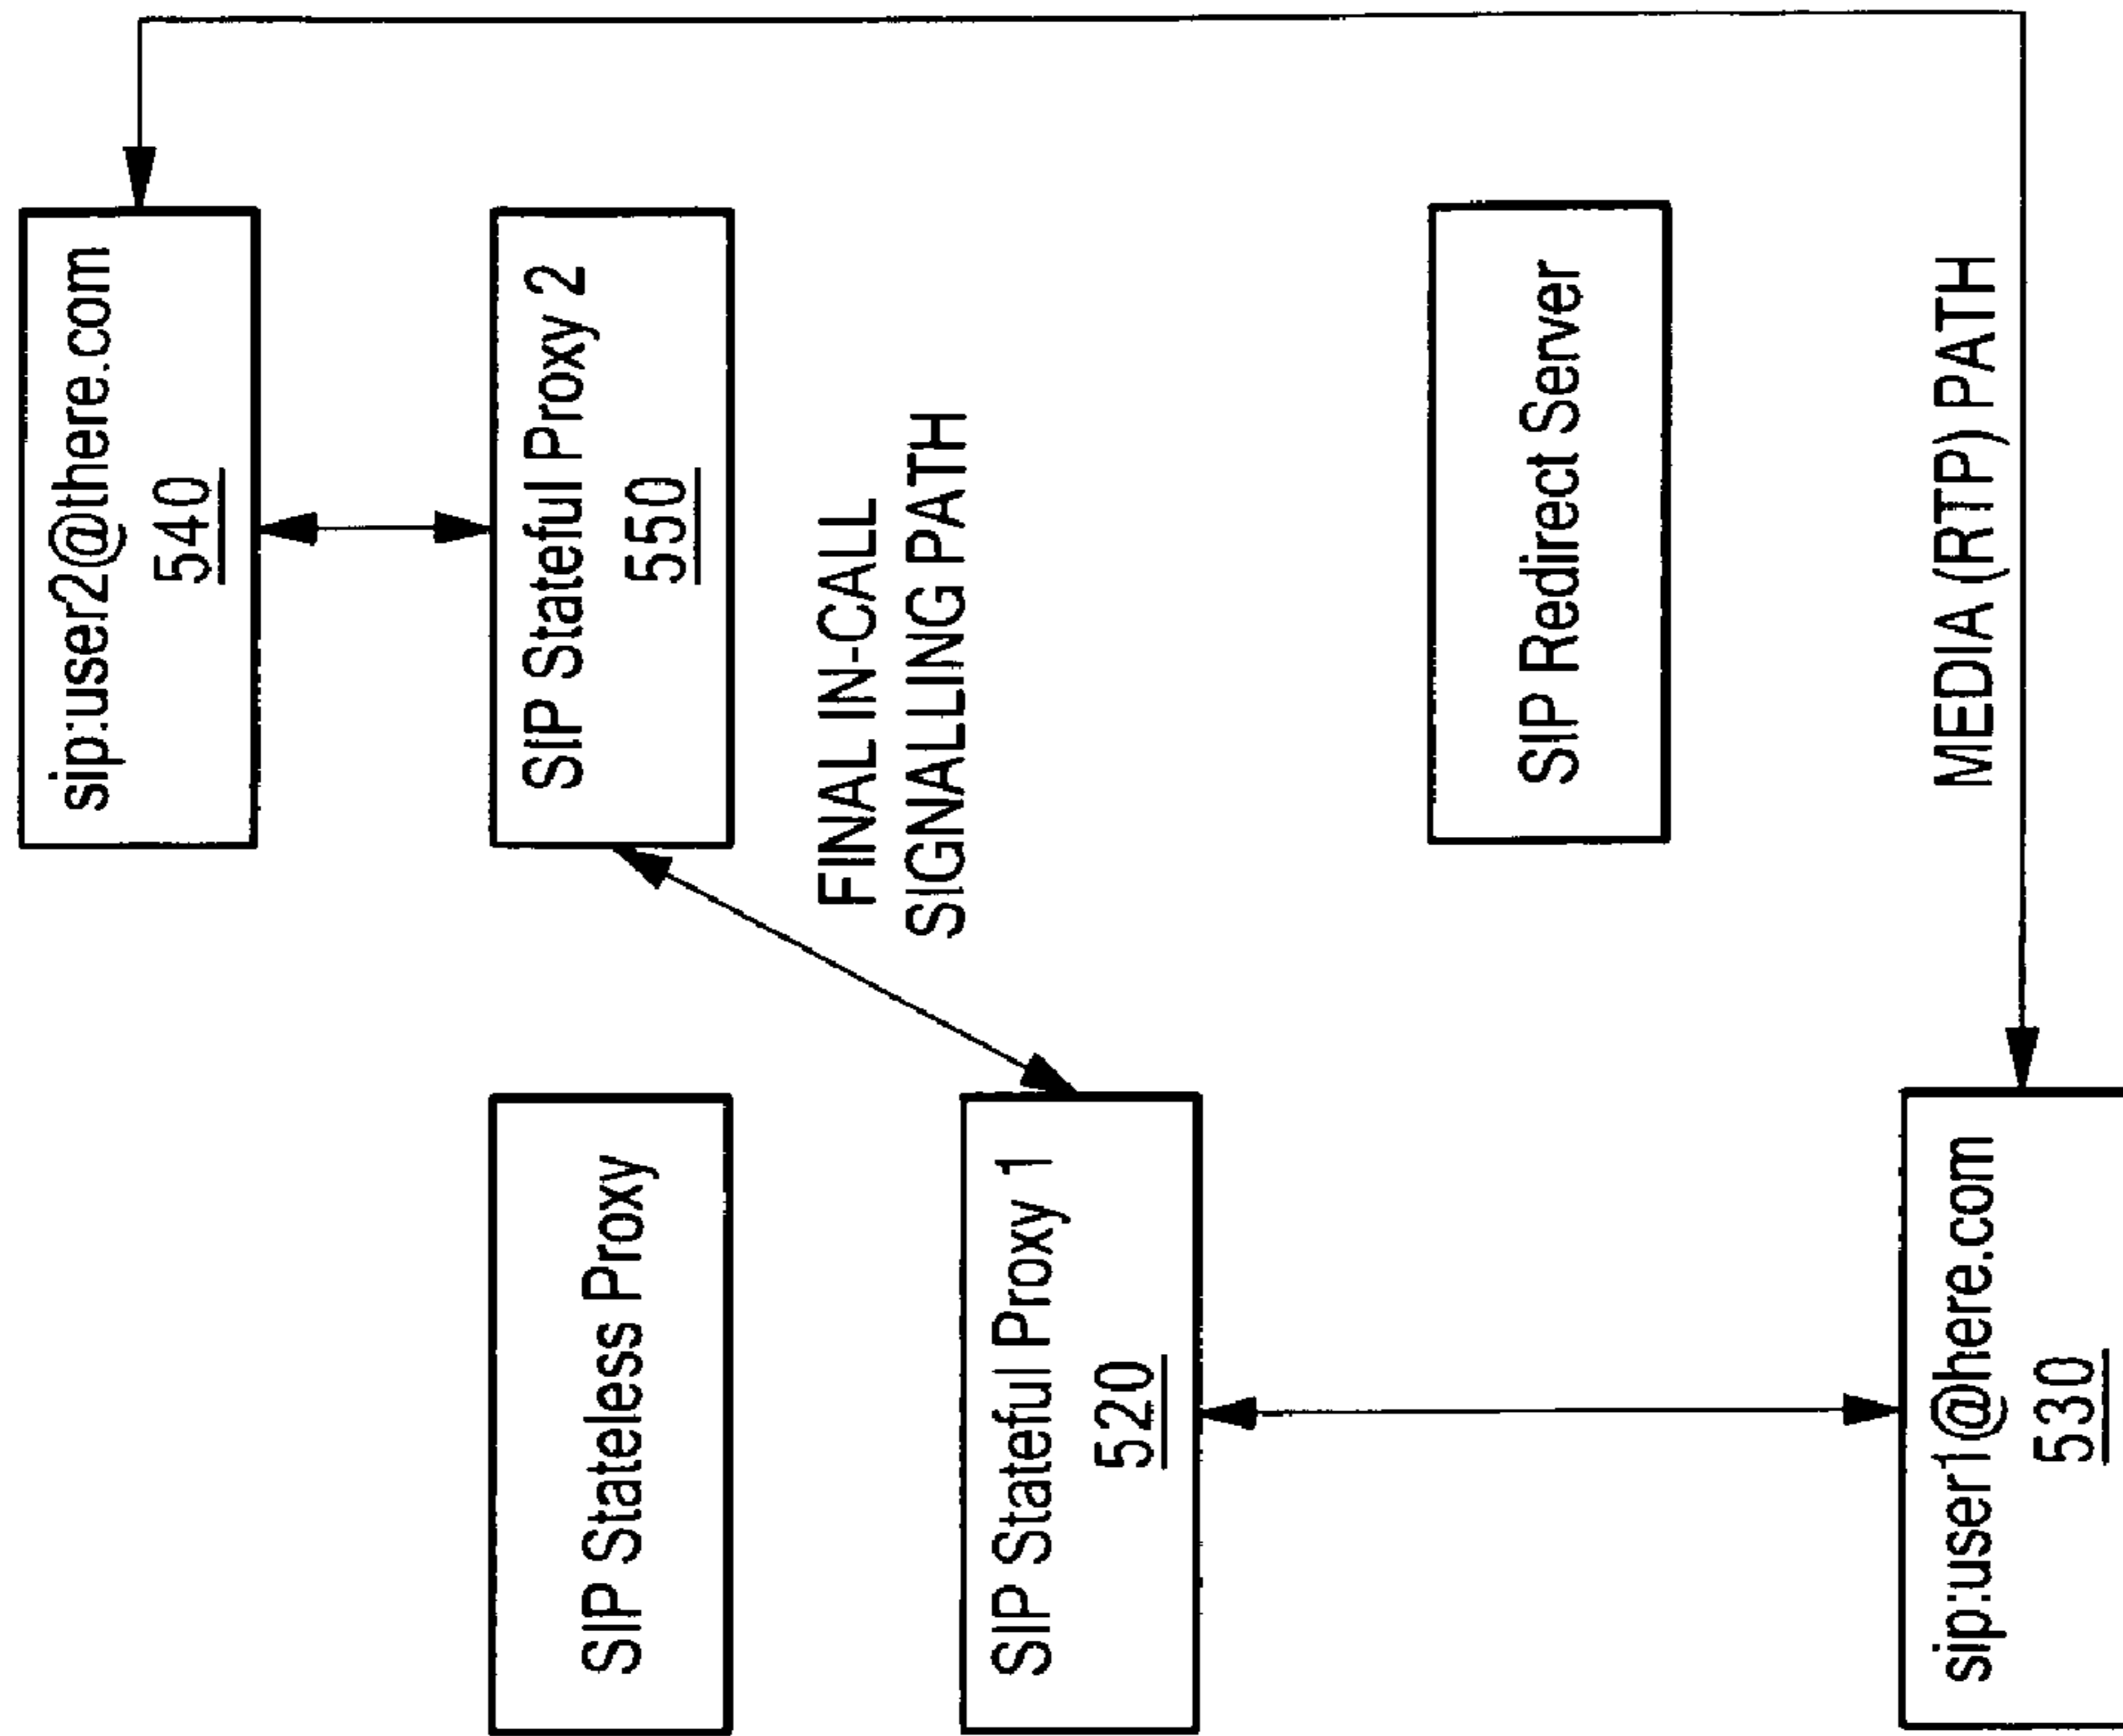 sip:user2@there.com
540
SIP Stateful Proxy 2
550
FINAL IN-CALL
SIGNALLING PATH
SIP Redirect Server
MEDIA (RTP) PATH
SIP Stateless Proxy
SIP Stateful Proxy 1
520
sip:user1@here.com
530